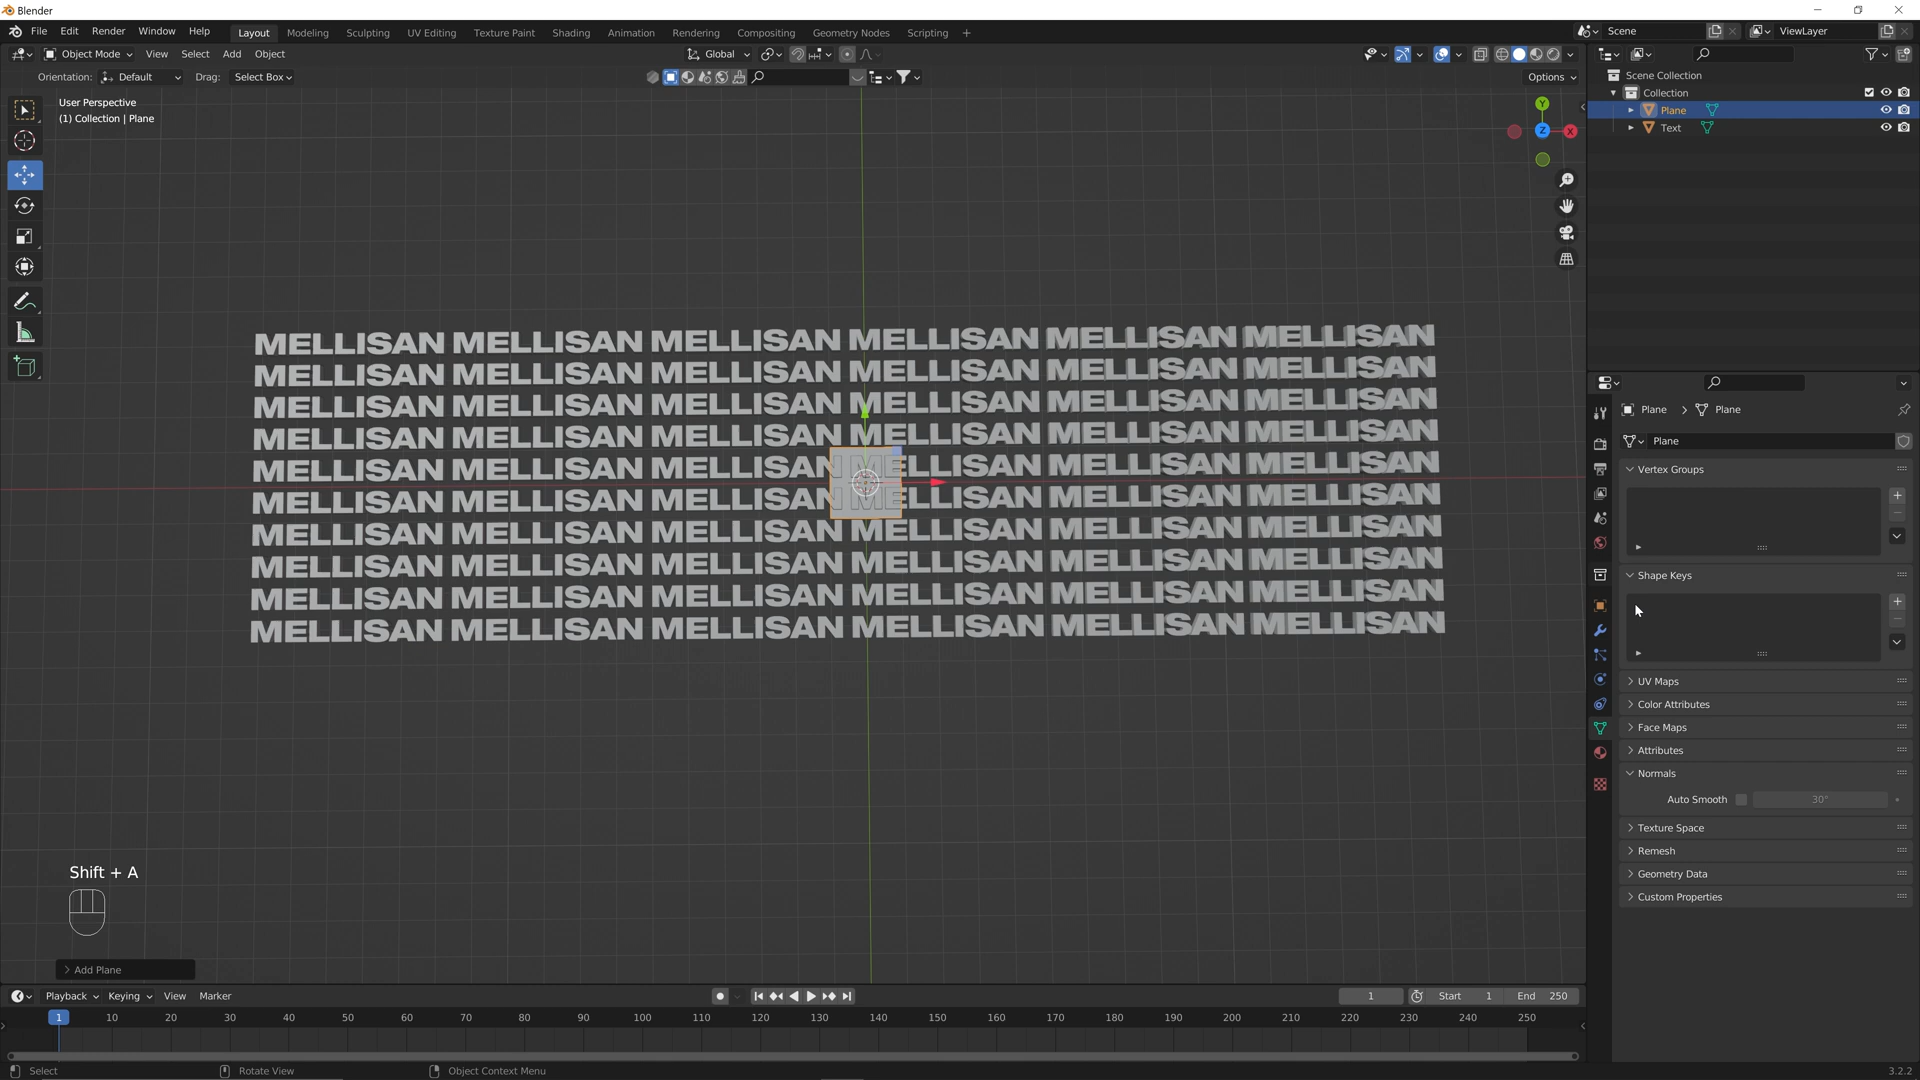 Blender
File Edit Render Window Help Layout Modeling Sculpting UV Editing Texture Paint Shading Animation Rendering Compositing Geometry Nodes Scripting + Scene ViewLayer
Object Mode View Select Add Object Global
Orientation: Default Drag: Select Box Options
User Perspective
(1) Collection | Plane
Y
Z
X
Scene Collection
Collection
Plane
Text
MELLISAN MELLISAN MELLISAN MELLISAN MELLISAN MELLISAN
MELLISAN MELLISAN MELLISAN MELLISAN MELLISAN MELLISAN
MELLISAN MELLISAN MELLISAN MELLISAN MELLISAN MELLISAN
MELLISAN MELLISAN MELLISAN MELLISAN MELLISAN MELLISAN
MELLISAN MELLISAN MELLISAN MELLISAN MELLISAN MELLISAN
MELLISAN MELLISAN MELLISAN MELLISAN MELLISAN MELLISAN
MELLISAN MELLISAN MELLISAN MELLISAN MELLISAN MELLISAN
MELLISAN MELLISAN MELLISAN MELLISAN MELLISAN MELLISAN
MELLISAN MELLISAN MELLISAN MELLISAN MELLISAN MELLISAN
MELLISAN MELLISAN MELLISAN MELLISAN MELLISAN MELLISAN
Plane > Plane
Plane
Vertex Groups
Shape Keys
UV Maps
Color Attributes
Face Maps
Attributes
Normals
Auto Smooth 30°
Texture Space
Remesh
Geometry Data
Custom Properties
Shift + A
Add Plane
Playback Keying View Marker 1 Start 1 End 250
1 10 20 30 40 50 60 70 80 90 100 110 120 130 140 150 160 170 180 190 200 210 220 230 240 250
Select Rotate View Object Context Menu 3.2.2